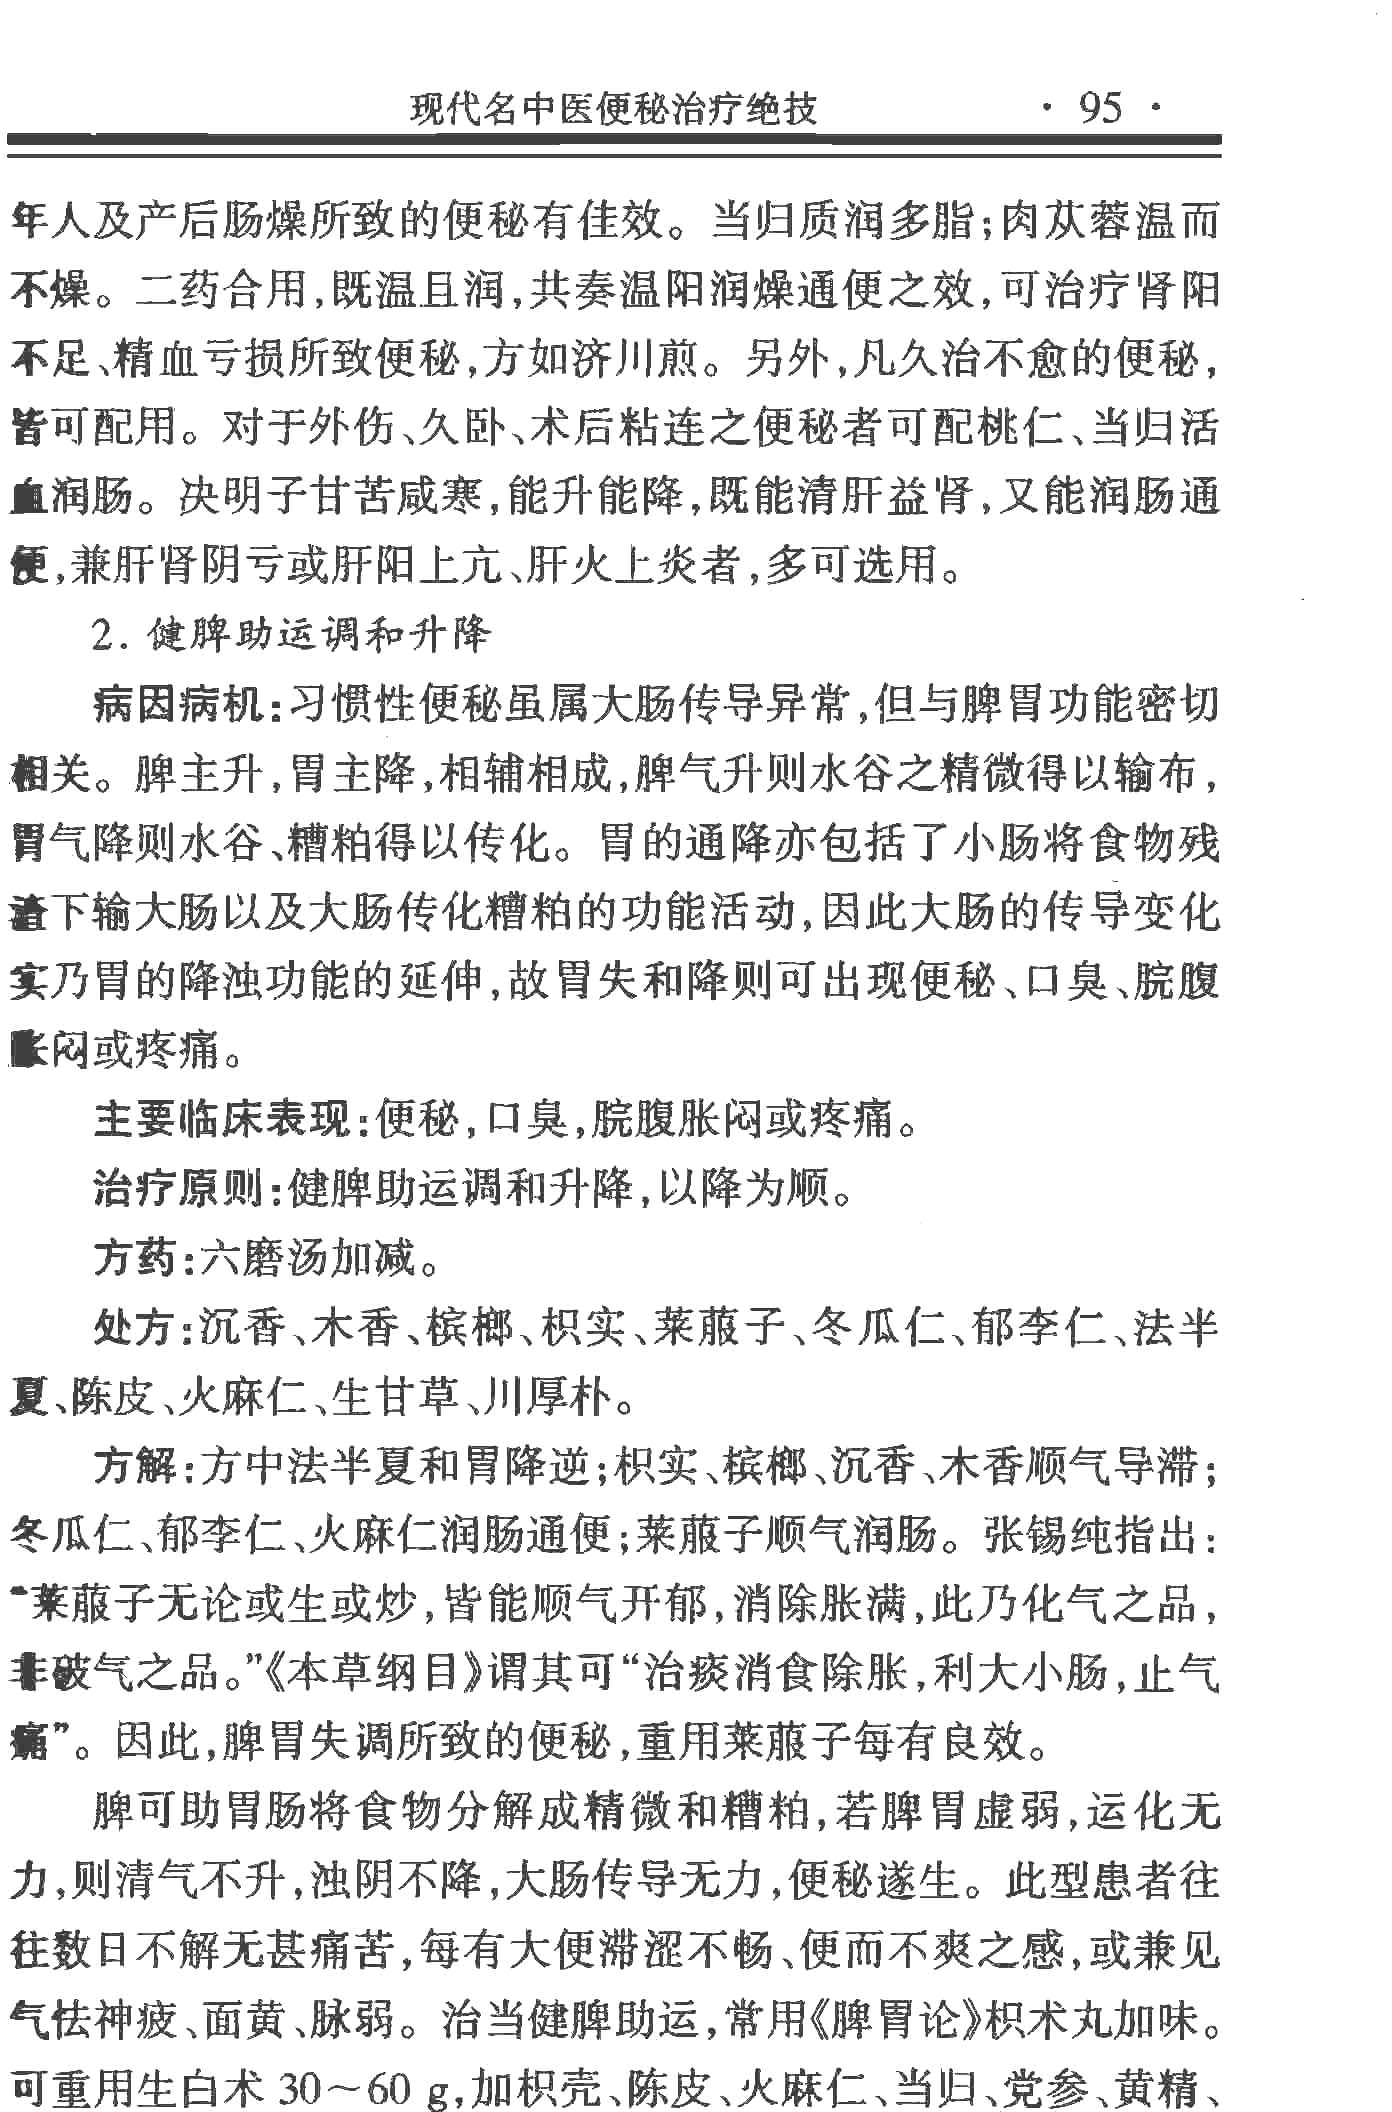 现代名中医便秘治疗绝技 · 95 ·
年人及产后肠燥所致的便秘有佳效。当归质润多脂;肉苁蓉温而
不燥。二药合用,既温且润,共奏温阳润燥通便之效,可治疗肾阳
不足、精血亏损所致便秘,方如济川煎。另外,凡久治不愈的便秘,
皆可配用。对于外伤、久卧、术后粘连之便秘者可配桃仁、当归活
血润肠。决明子甘苦咸寒,能升能降,既能清肝益肾,又能润肠通
便,兼肝肾阴亏或肝阳上亢、肝火上炎者,多可选用。
2. 健脾助运调和升降
病因病机:习惯性便秘虽属大肠传导异常,但与脾胃功能密切
相关。脾主升,胃主降,相辅相成,脾气升则水谷之精微得以输布,
胃气降则水谷、糟粕得以传化。胃的通降亦包括了小肠将食物残
渣下输大肠以及大肠传化糟粕的功能活动,因此大肠的传导变化
实乃胃的降浊功能的延伸,故胃失和降则可出现便秘、口臭、脘腹
胀闷或疼痛。
主要临床表现:便秘,口臭,脘腹胀闷或疼痛。
治疗原则:健脾助运调和升降,以降为顺。
方药:六磨汤加减。
处方:沉香、木香、槟榔、枳实、莱菔子、冬瓜仁、郁李仁、法半
夏、陈皮、火麻仁、生甘草、川厚朴。
方解:方中法半夏和胃降逆;枳实、槟榔、沉香、木香顺气导滞;
冬瓜仁、郁李仁、火麻仁润肠通便;莱菔子顺气润肠。张锡纯指出:
“莱菔子无论或生或炒,皆能顺气开郁,消除胀满,此乃化气之品,
非破气之品。”《本草纲目》谓其可“治痰消食除胀,利大小肠,止气
痛”。因此,脾胃失调所致的便秘,重用莱菔子每有良效。
脾可助胃肠将食物分解成精微和糟粕,若脾胃虚弱,运化无
力,则清气不升,浊阴不降,大肠传导无力,便秘遂生。此型患者往
往数日不解无甚痛苦,每有大便滞涩不畅、便而不爽之感,或兼见
气怯神疲、面黄、脉弱。治当健脾助运,常用《脾胃论》枳术丸加味。
可重用生白术 30～60 g,加枳壳、陈皮、火麻仁、当归、党参、黄精、